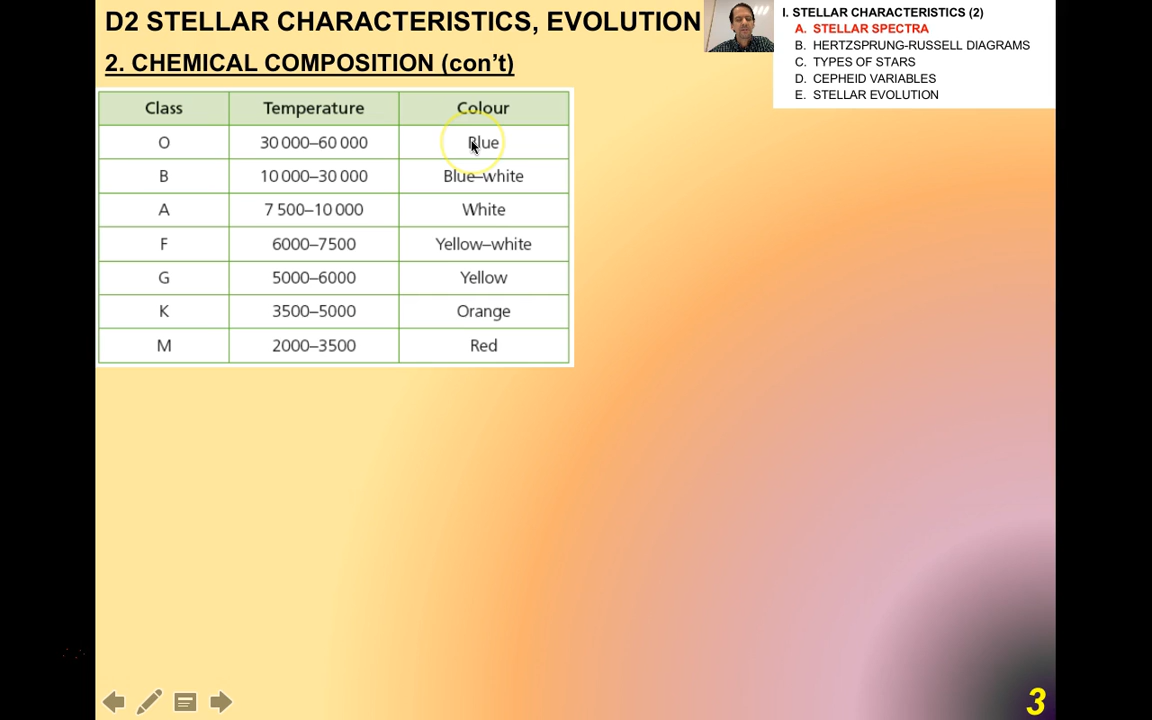 D2 STELLAR CHARACTERISTICS, EVOLUTION
2. CHEMICAL COMPOSITION (con't)
I. STELLAR CHARACTERISTICS (2)
A. STELLAR SPECTRA
B. HERTZSPRUNG-RUSSELL DIAGRAMS
C. TYPES OF STARS
D. CEPHEID VARIABLES
E. STELLAR EVOLUTION
Class Temperature Colour
O 30 000–60 000 Blue
B 10 000–30 000 Blue–white
A 7 500–10 000 White
F 6000–7500 Yellow–white
G 5000–6000 Yellow
K 3500–5000 Orange
M 2000–3500 Red
3